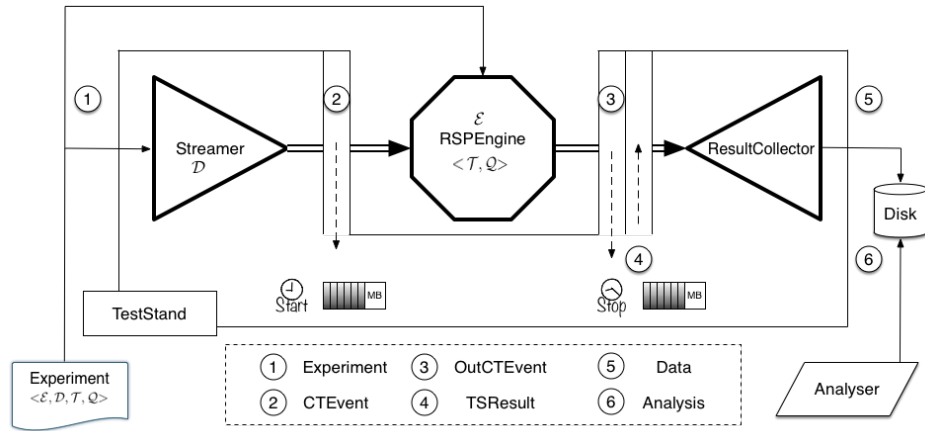 1
2
3
5
Streamer
𝒟
ℰ
RSPEngine
<𝒯, 𝒬>
ResultCollector
Disk
4
6
Start
MB
Stop
MB
TestStand
Experiment
<ℰ, 𝒟, 𝒯, 𝒬>
1 Experiment 3 OutCTEvent 5 Data
2 CTEvent 4 TSResult 6 Analysis
Analyser